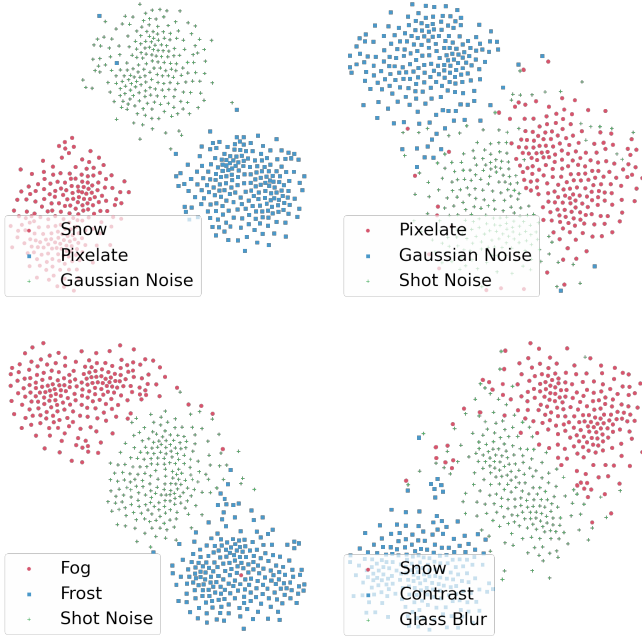 Snow
Pixelate
Gaussian Noise
Pixelate
Gaussian Noise
Shot Noise
Fog
Frost
Shot Noise
Snow
Contrast
Glass Blur